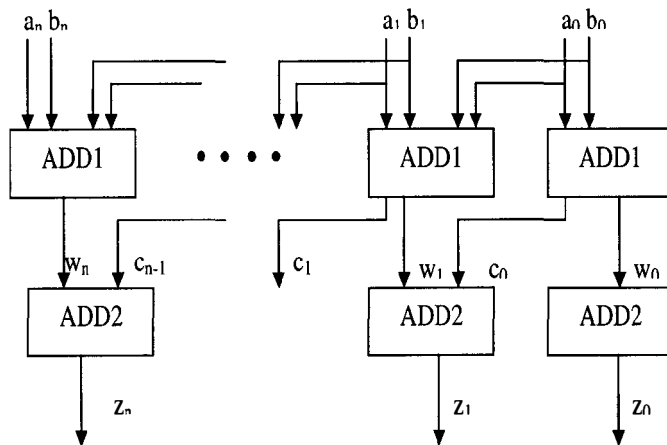 aₙ bₙ a₁ b₁ a₀ b₀
ADD1 ADD1 ADD1
wₙ cₙ₋₁ c₁ w₁ c₀ w₀
ADD2 ADD2 ADD2
zₙ z₁ z₀